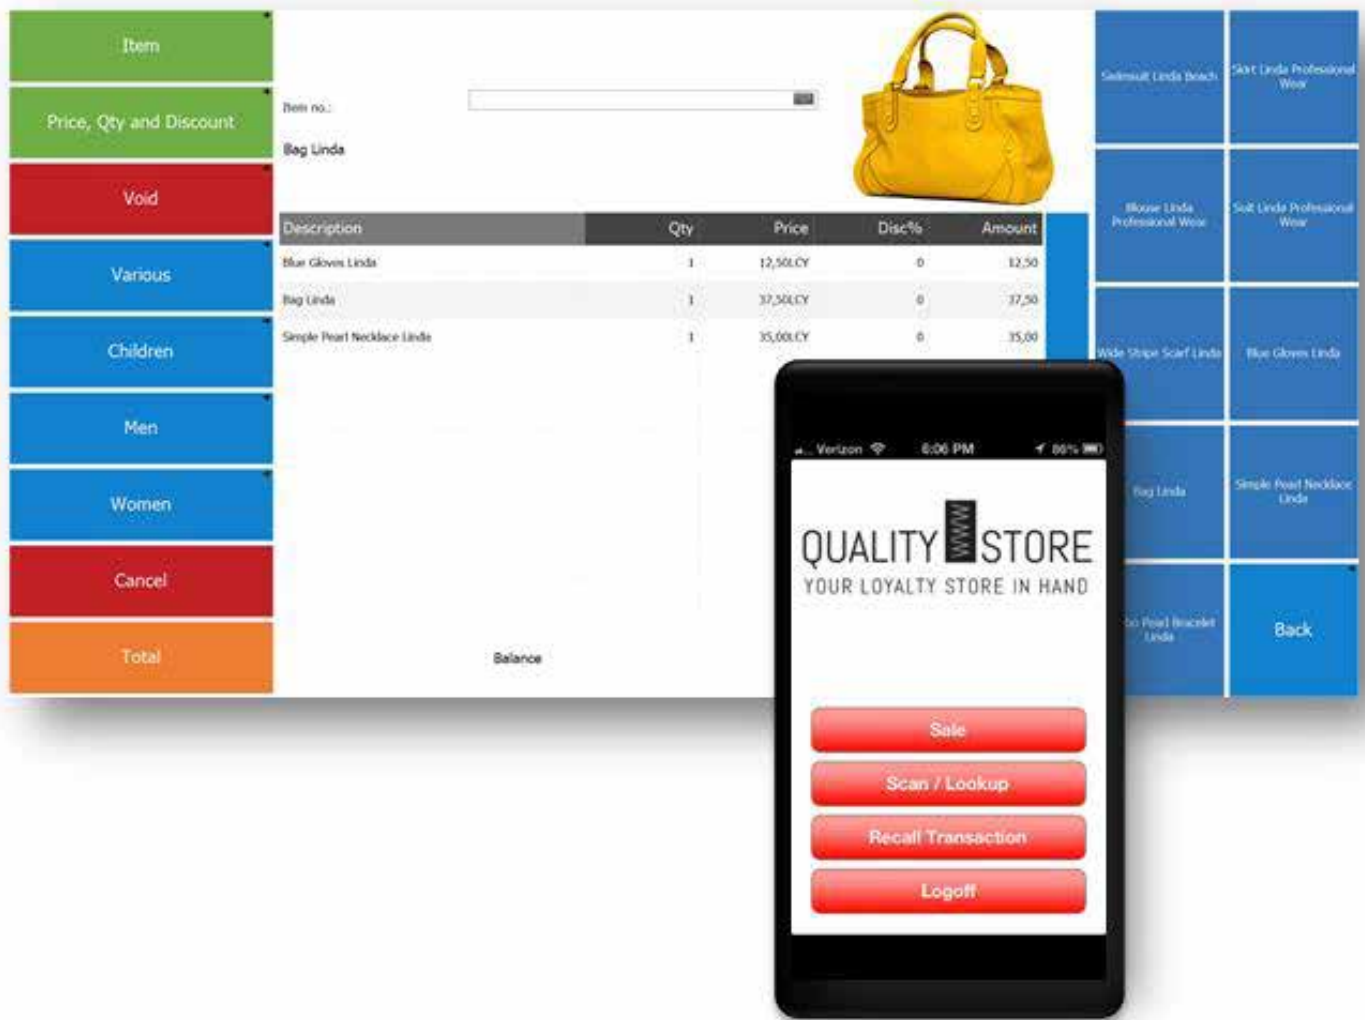 Item
Price, Qty and Discount
Void
Various
Children
Men
Women
Cancel
Total
Item no.:
Bag Linda
Description Qty Price Disc% Amount
Blue Gloves Linda 1 12,50LCY 0 12,50
Bag Linda 1 37,50LCY 0 37,50
Simple Pearl Necklace Linda 1 35,00LCY 0 35,00
Balance
Swimsuit Linda Beach
Skirt Linda Professional
Wear
Blouse Linda
Professional Wear
Suit Linda Professional
Wear
Wide Stripe Scarf Linda
Blue Gloves Linda
Bag Linda
Simple Pearl Necklace
Linda
Pearl Bracelet
Linda
Back
Verizon 6:06 PM 86%
QUALITY STORE
YOUR LOYALTY STORE IN HAND
Sale
Scan / Lookup
Recall Transaction
Logoff